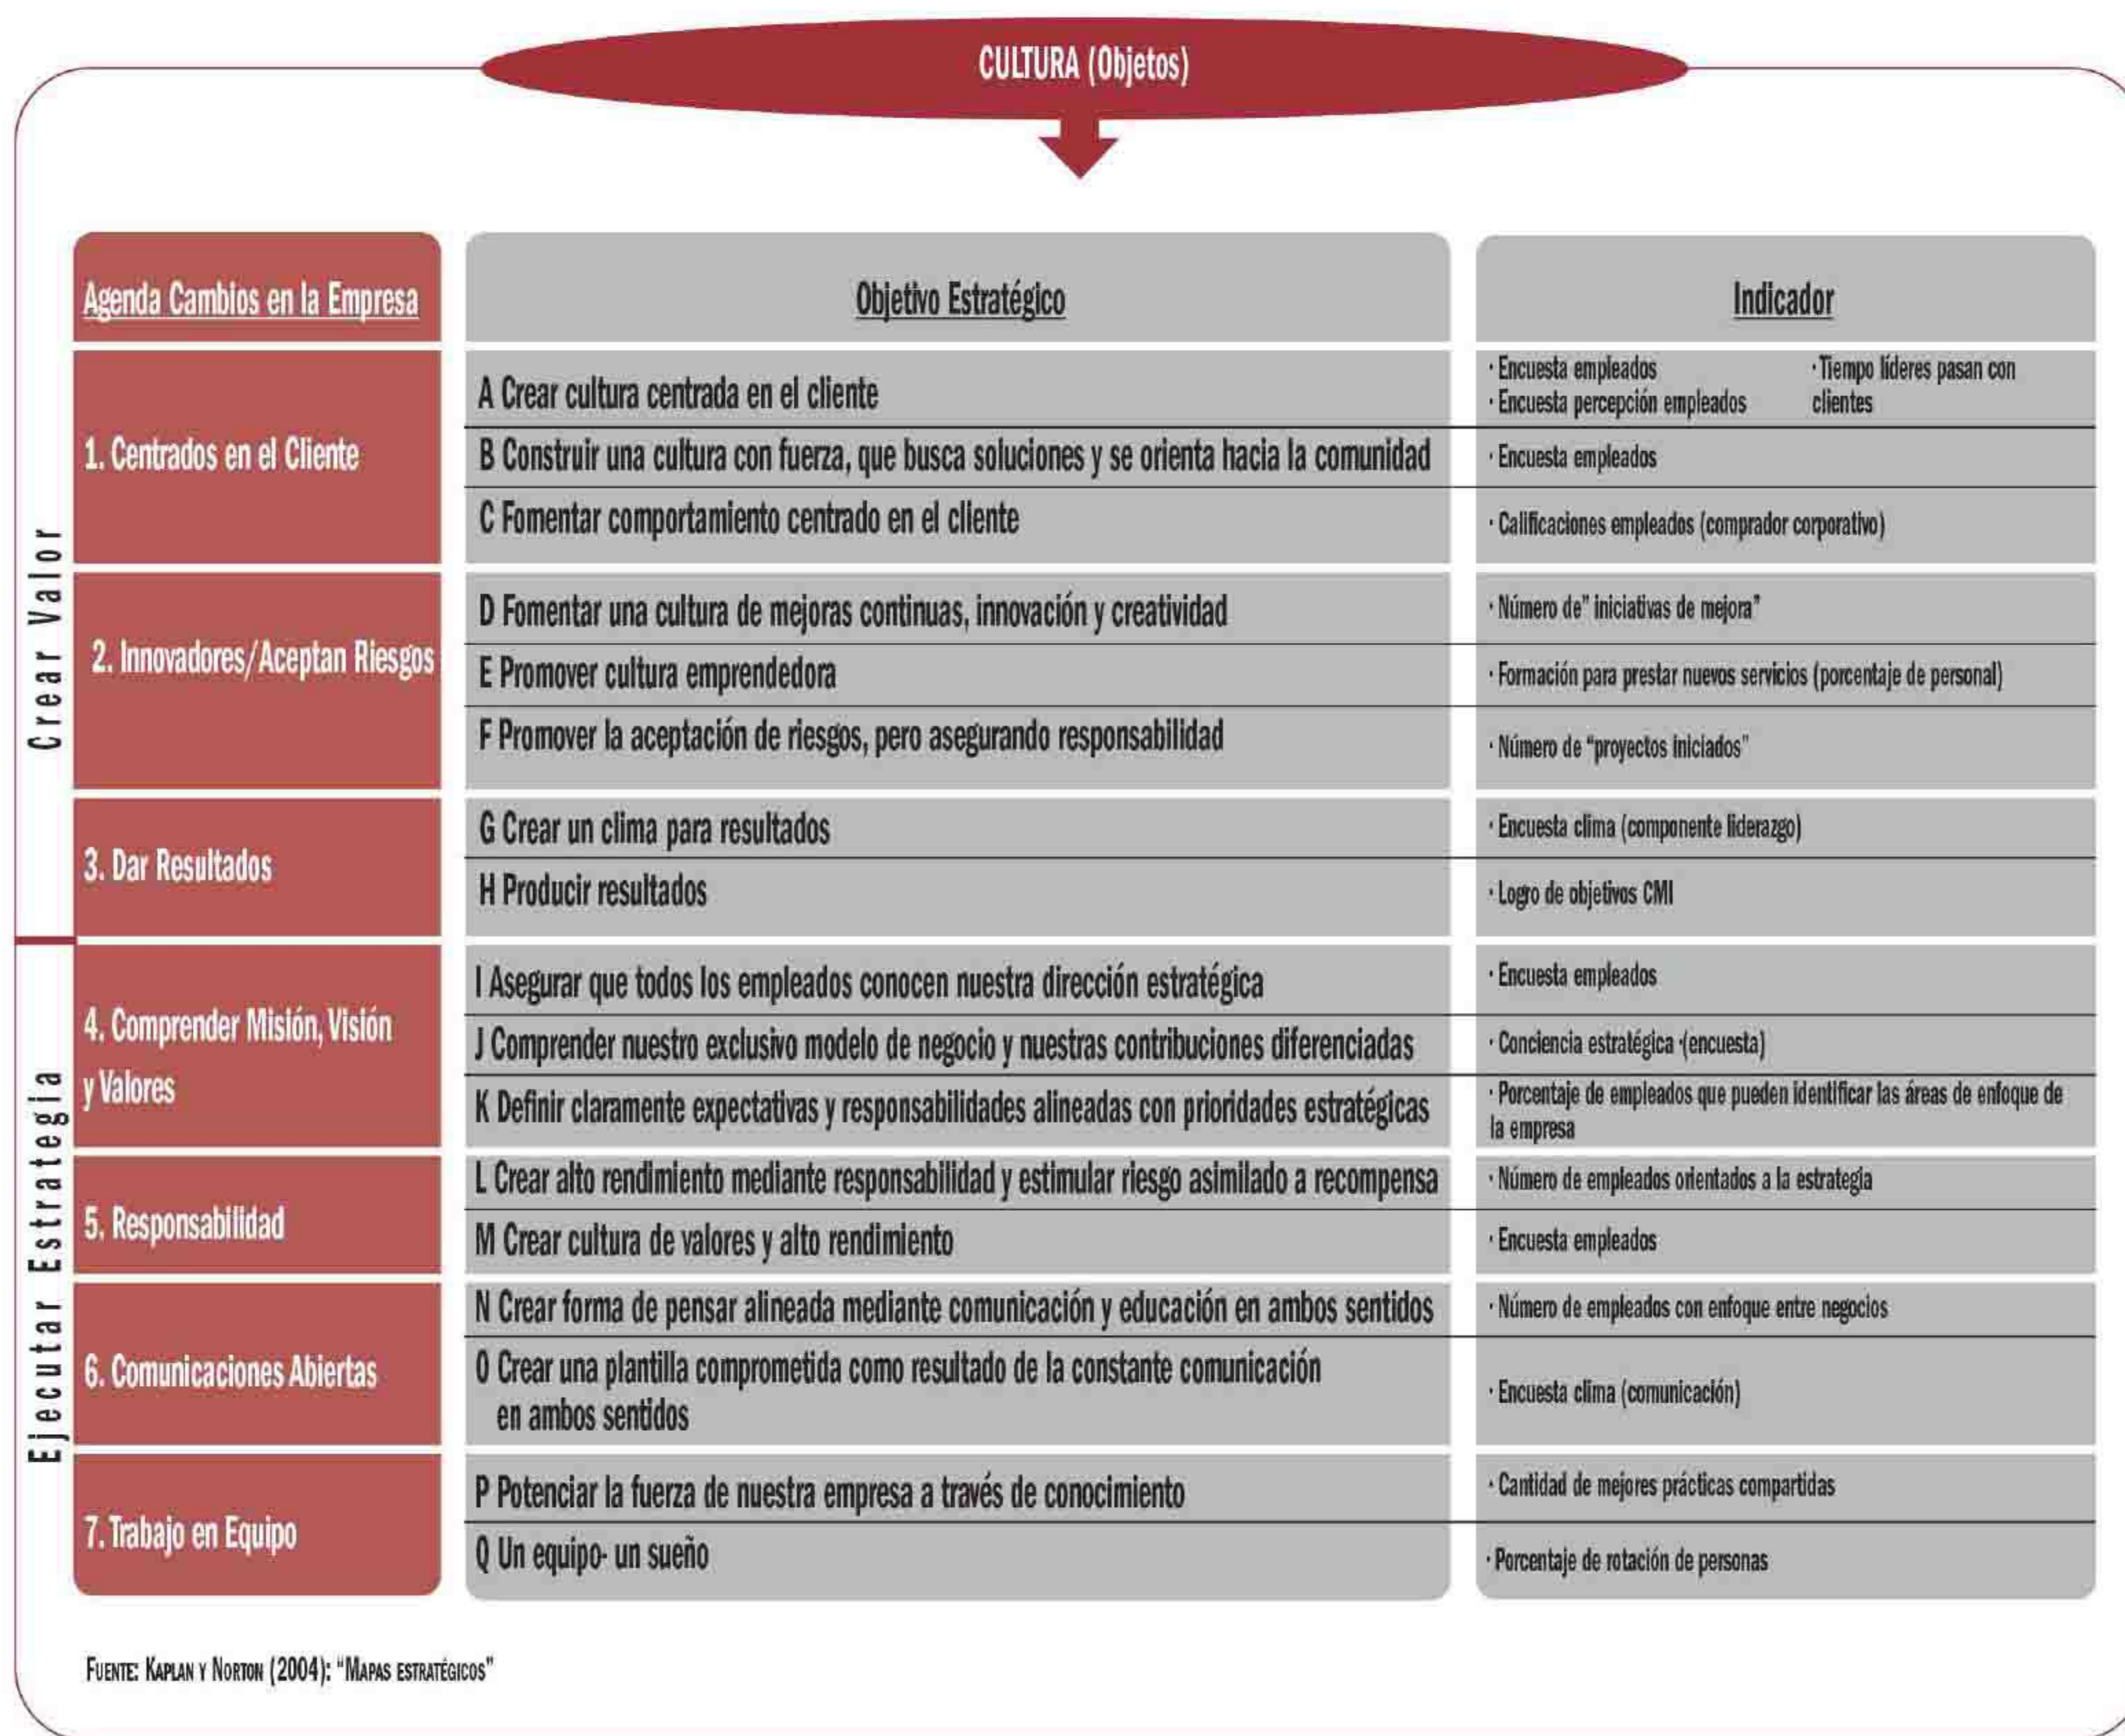 CULTURA (Objetos)
Agenda Cambios en la Empresa
Objetivo Estratégico
Indicador
Crear Valor
1. Centrados en el Cliente
A Crear cultura centrada en el cliente
· Encuesta empleados
· Encuesta percepción empleados
· Tiempo líderes pasan con
clientes
B Construir una cultura con fuerza, que busca soluciones y se orienta hacia la comunidad
· Encuesta empleados
C Fomentar comportamiento centrado en el cliente
· Calificaciones empleados (comprador corporativo)
2. Innovadores/Aceptan Riesgos
D Fomentar una cultura de mejoras continuas, innovación y creatividad
· Número de" iniciativas de mejora"
E Promover cultura emprendedora
· Formación para prestar nuevos servicios (porcentaje de personal)
F Promover la aceptación de riesgos, pero asegurando responsabilidad
· Número de "proyectos iniciados"
3. Dar Resultados
G Crear un clima para resultados
· Encuesta clima (componente liderazgo)
H Producir resultados
· Logro de objetivos CMI
Ejecutar Estrategia
4. Comprender Misión, Visión
y Valores
I Asegurar que todos los empleados conocen nuestra dirección estratégica
· Encuesta empleados
J Comprender nuestro exclusivo modelo de negocio y nuestras contribuciones diferenciadas
· Conciencia estratégica ·(encuesta)
K Definir claramente expectativas y responsabilidades alineadas con prioridades estratégicas
· Porcentaje de empleados que pueden identificar las áreas de enfoque de
la empresa
5. Responsabilidad
L Crear alto rendimiento mediante responsabilidad y estimular riesgo asimilado a recompensa
· Número de empleados orientados a la estrategia
M Crear cultura de valores y alto rendimiento
· Encuesta empleados
6. Comunicaciones Abiertas
N Crear forma de pensar alineada mediante comunicación y educación en ambos sentidos
· Número de empleados con enfoque entre negocios
O Crear una plantilla comprometida como resultado de la constante comunicación
en ambos sentidos
· Encuesta clima (comunicación)
7. Trabajo en Equipo
P Potenciar la fuerza de nuestra empresa a través de conocimiento
· Cantidad de mejores prácticas compartidas
Q Un equipo- un sueño
· Porcentaje de rotación de personas
FUENTE: KAPLAN Y NORTON (2004): "MAPAS ESTRATÉGICOS"